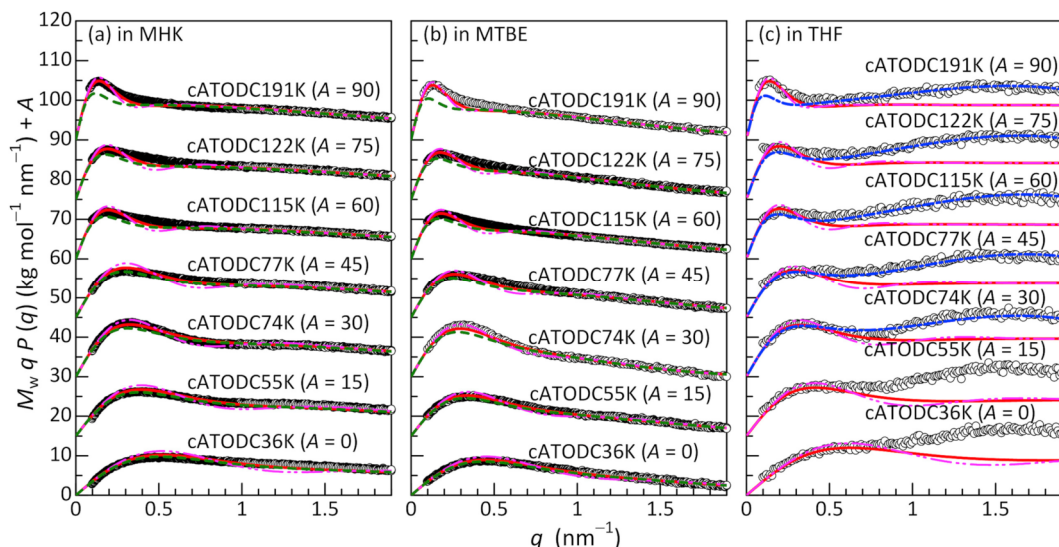 120
110
100
90
80
70
60
50
40
30
20
10
0
M_w q P (q) (kg mol⁻¹ nm⁻¹) + A
(a) in MHK
cATODC191K (A = 90)
cATODC122K (A = 75)
cATODC115K (A = 60)
cATODC77K (A = 45)
cATODC74K (A = 30)
cATODC55K (A = 15)
cATODC36K (A = 0)
0 0.5 1 1.5
(b) in MTBE
cATODC191K (A = 90)
cATODC122K (A = 75)
cATODC115K (A = 60)
cATODC77K (A = 45)
cATODC74K (A = 30)
cATODC55K (A = 15)
cATODC36K (A = 0)
0 0.5 1 1.5
(c) in THF
cATODC191K (A = 90)
cATODC122K (A = 75)
cATODC115K (A = 60)
cATODC77K (A = 45)
cATODC74K (A = 30)
cATODC55K (A = 15)
cATODC36K (A = 0)
0 0.5 1 1.5
q (nm⁻¹)